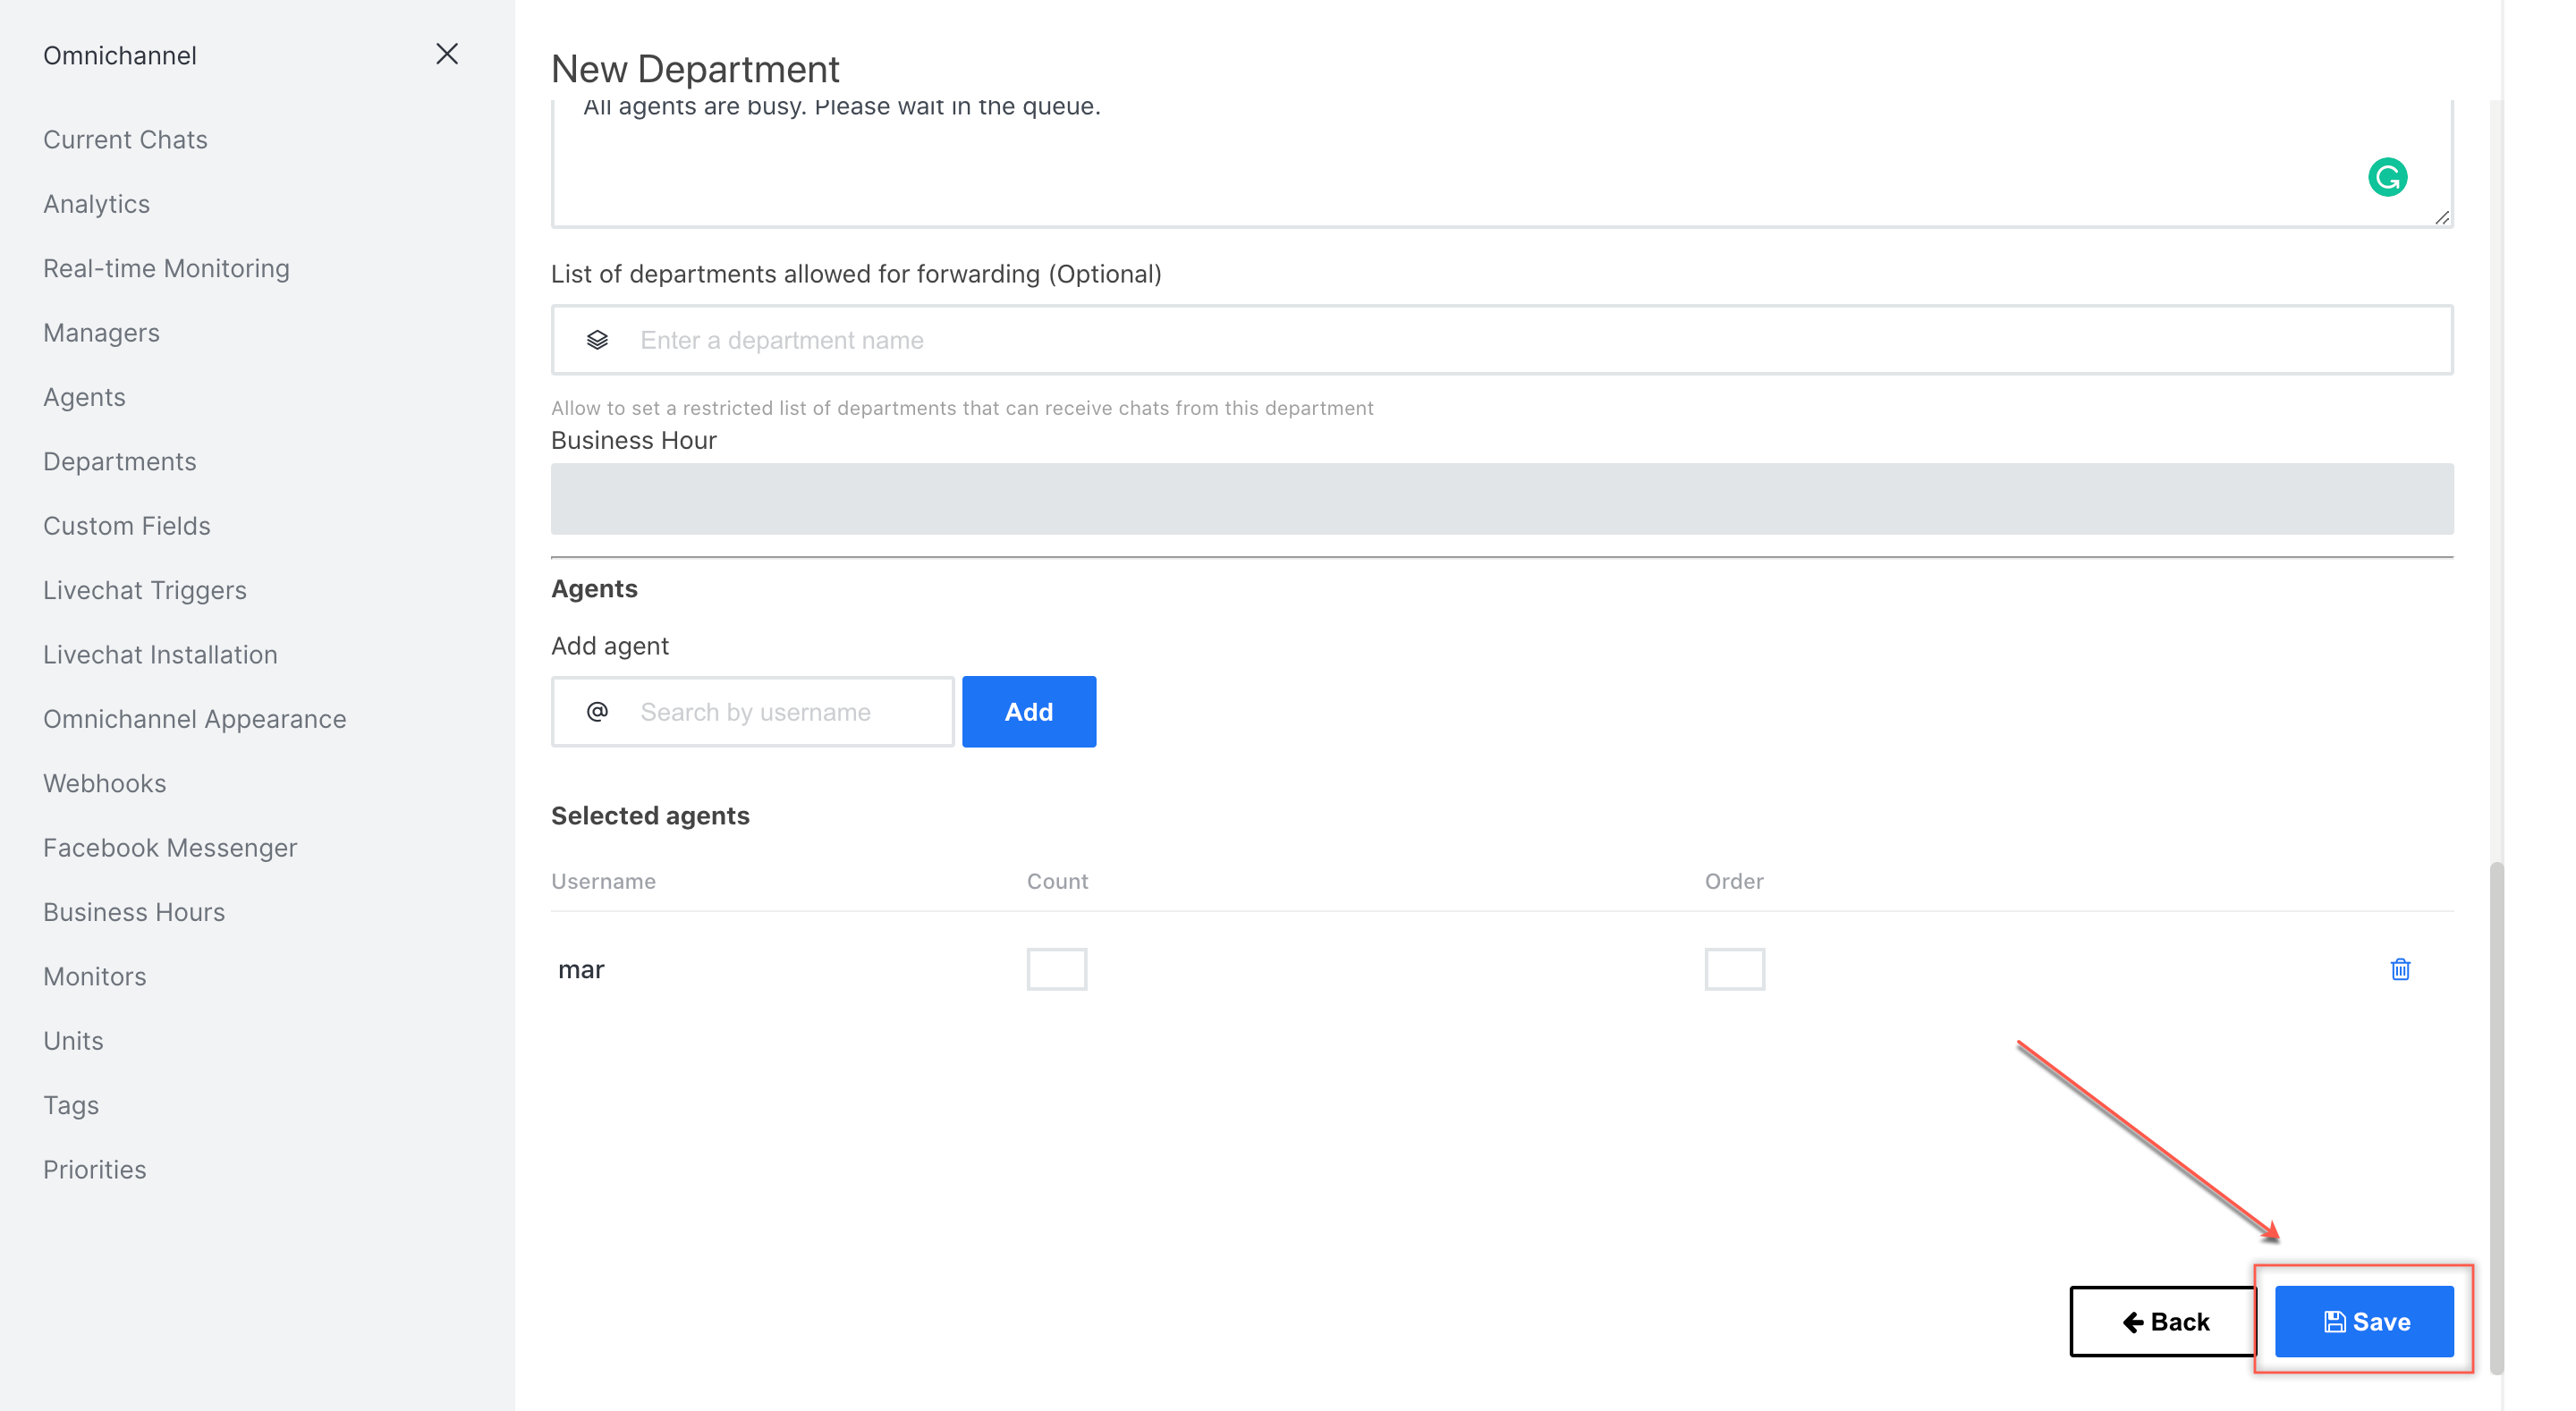 Omnichannel
Current Chats
Analytics
Real-time Monitoring
Managers
Agents
Departments
Custom Fields
Livechat Triggers
Livechat Installation
Omnichannel Appearance
Webhooks
Facebook Messenger
Business Hours
Monitors
Units
Tags
Priorities
New Department
All agents are busy. Please wait in the queue.
List of departments allowed for forwarding (Optional)
Enter a department name
Allow to set a restricted list of departments that can receive chats from this department
Business Hour
Agents
Add agent
@ Search by username Add
Selected agents
Username Count Order
mar
Back Save